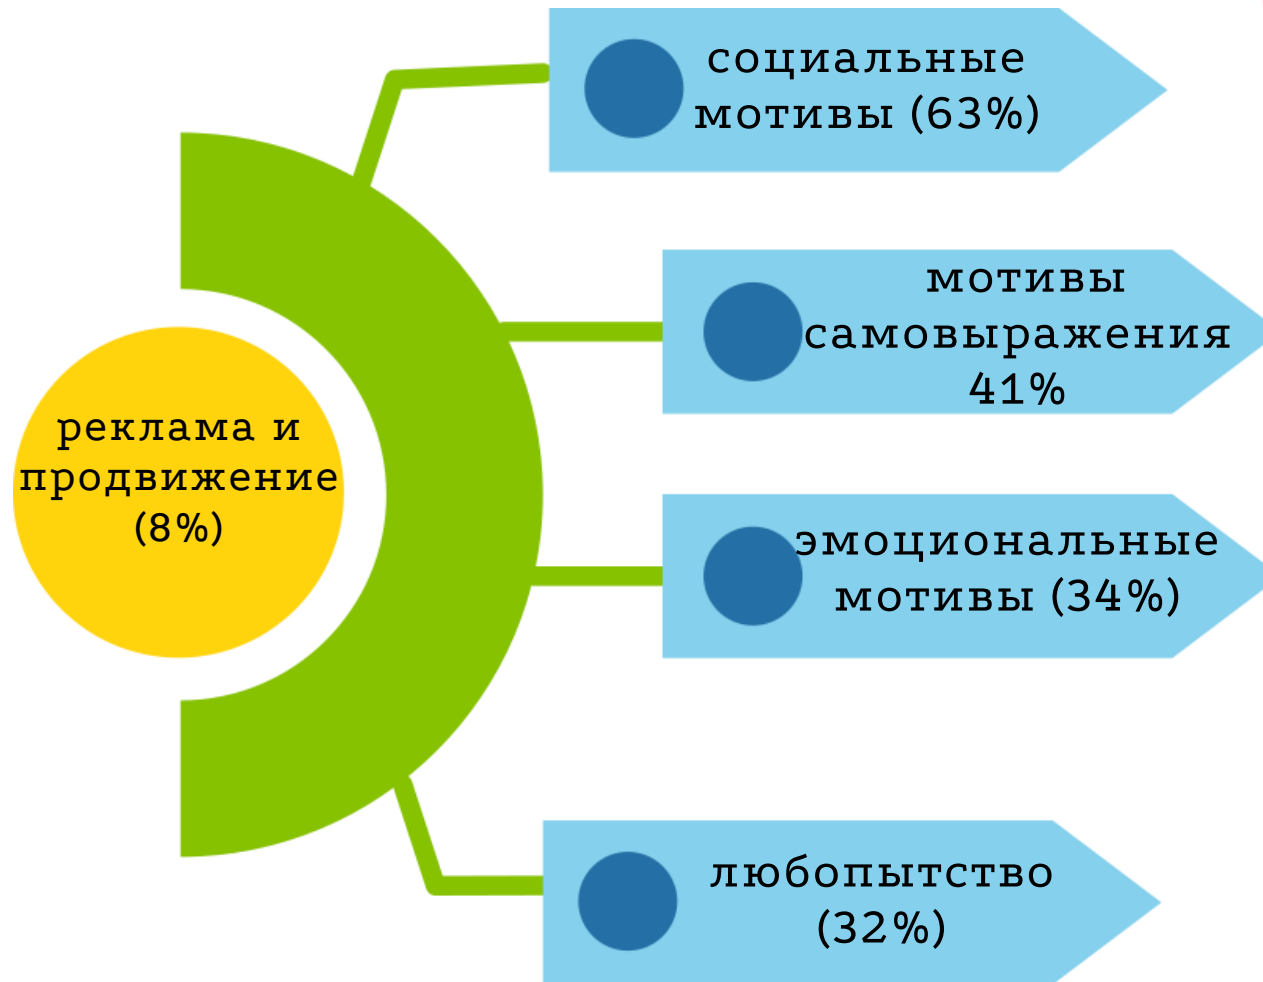 социальные
мотивы (63%)
мотивы
самовыражения
41%
реклама и
продвижение
(8%)
эмоциональные
мотивы (34%)
любопытство
(32%)